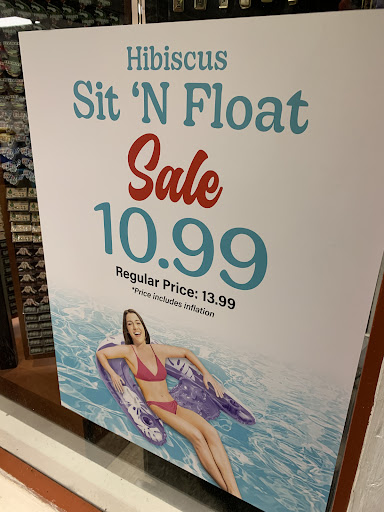 Hibiscus
Sit 'N Float
Sale
10.99
Regular Price: 13.99
*Price includes inflation